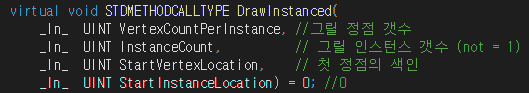 virtual void STDMETHODCALLTYPE DrawInstanced(
_In_ UINT VertexCountPerInstance, //그릴 정점 갯수
_In_ UINT InstanceCount, // 그릴 인스턴스 갯수 (not = 1)
_In_ UINT StartVertexLocation, // 첫 정점의 색인
_In_ UINT StartInstanceLocation) = 0; //0